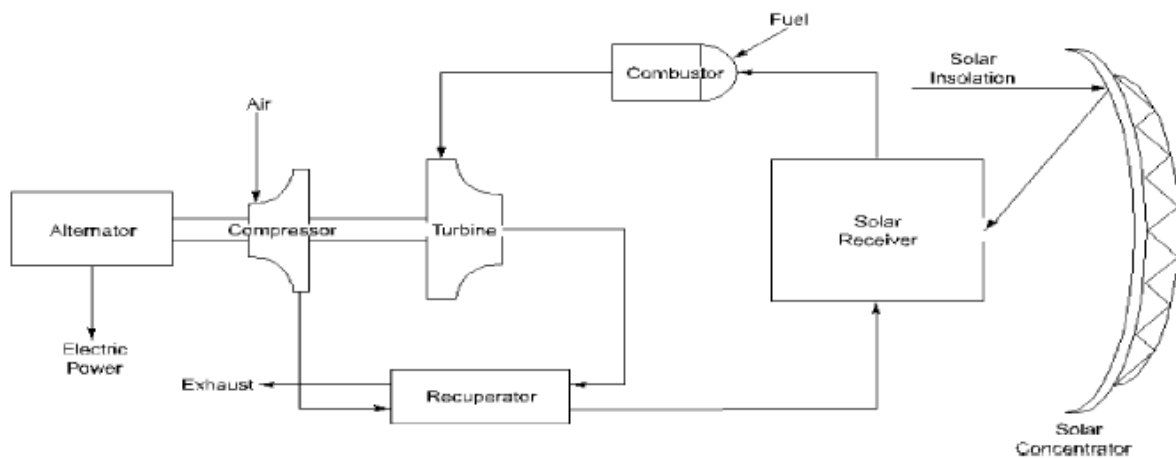 Fuel
Solar
Insolation
Combustor
Air
Alternator
Compressor
Turbine
Solar
Receiver
Electric
Power
Exhaust
Recuperator
Solar
Concentrator